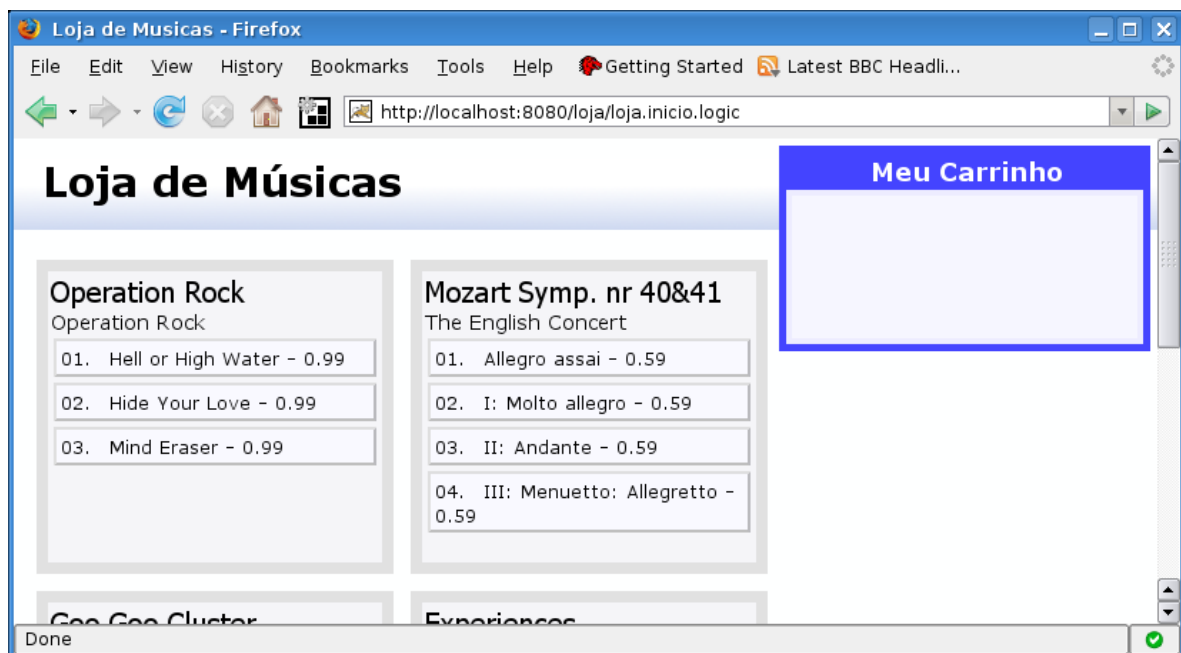 Loja de Musicas - Firefox
File Edit View History Bookmarks Tools Help Getting Started Latest BBC Headli...
http://localhost:8080/loja/loja.inicio.logic
Loja de Músicas
Meu Carrinho
Operation Rock
Operation Rock
01. Hell or High Water - 0.99
02. Hide Your Love - 0.99
03. Mind Eraser - 0.99
Mozart Symp. nr 40&41
The English Concert
01. Allegro assai - 0.59
02. I: Molto allegro - 0.59
03. II: Andante - 0.59
04. III: Menuetto: Allegretto -
0.59
Goo Goo Cluster
Experiences
Done